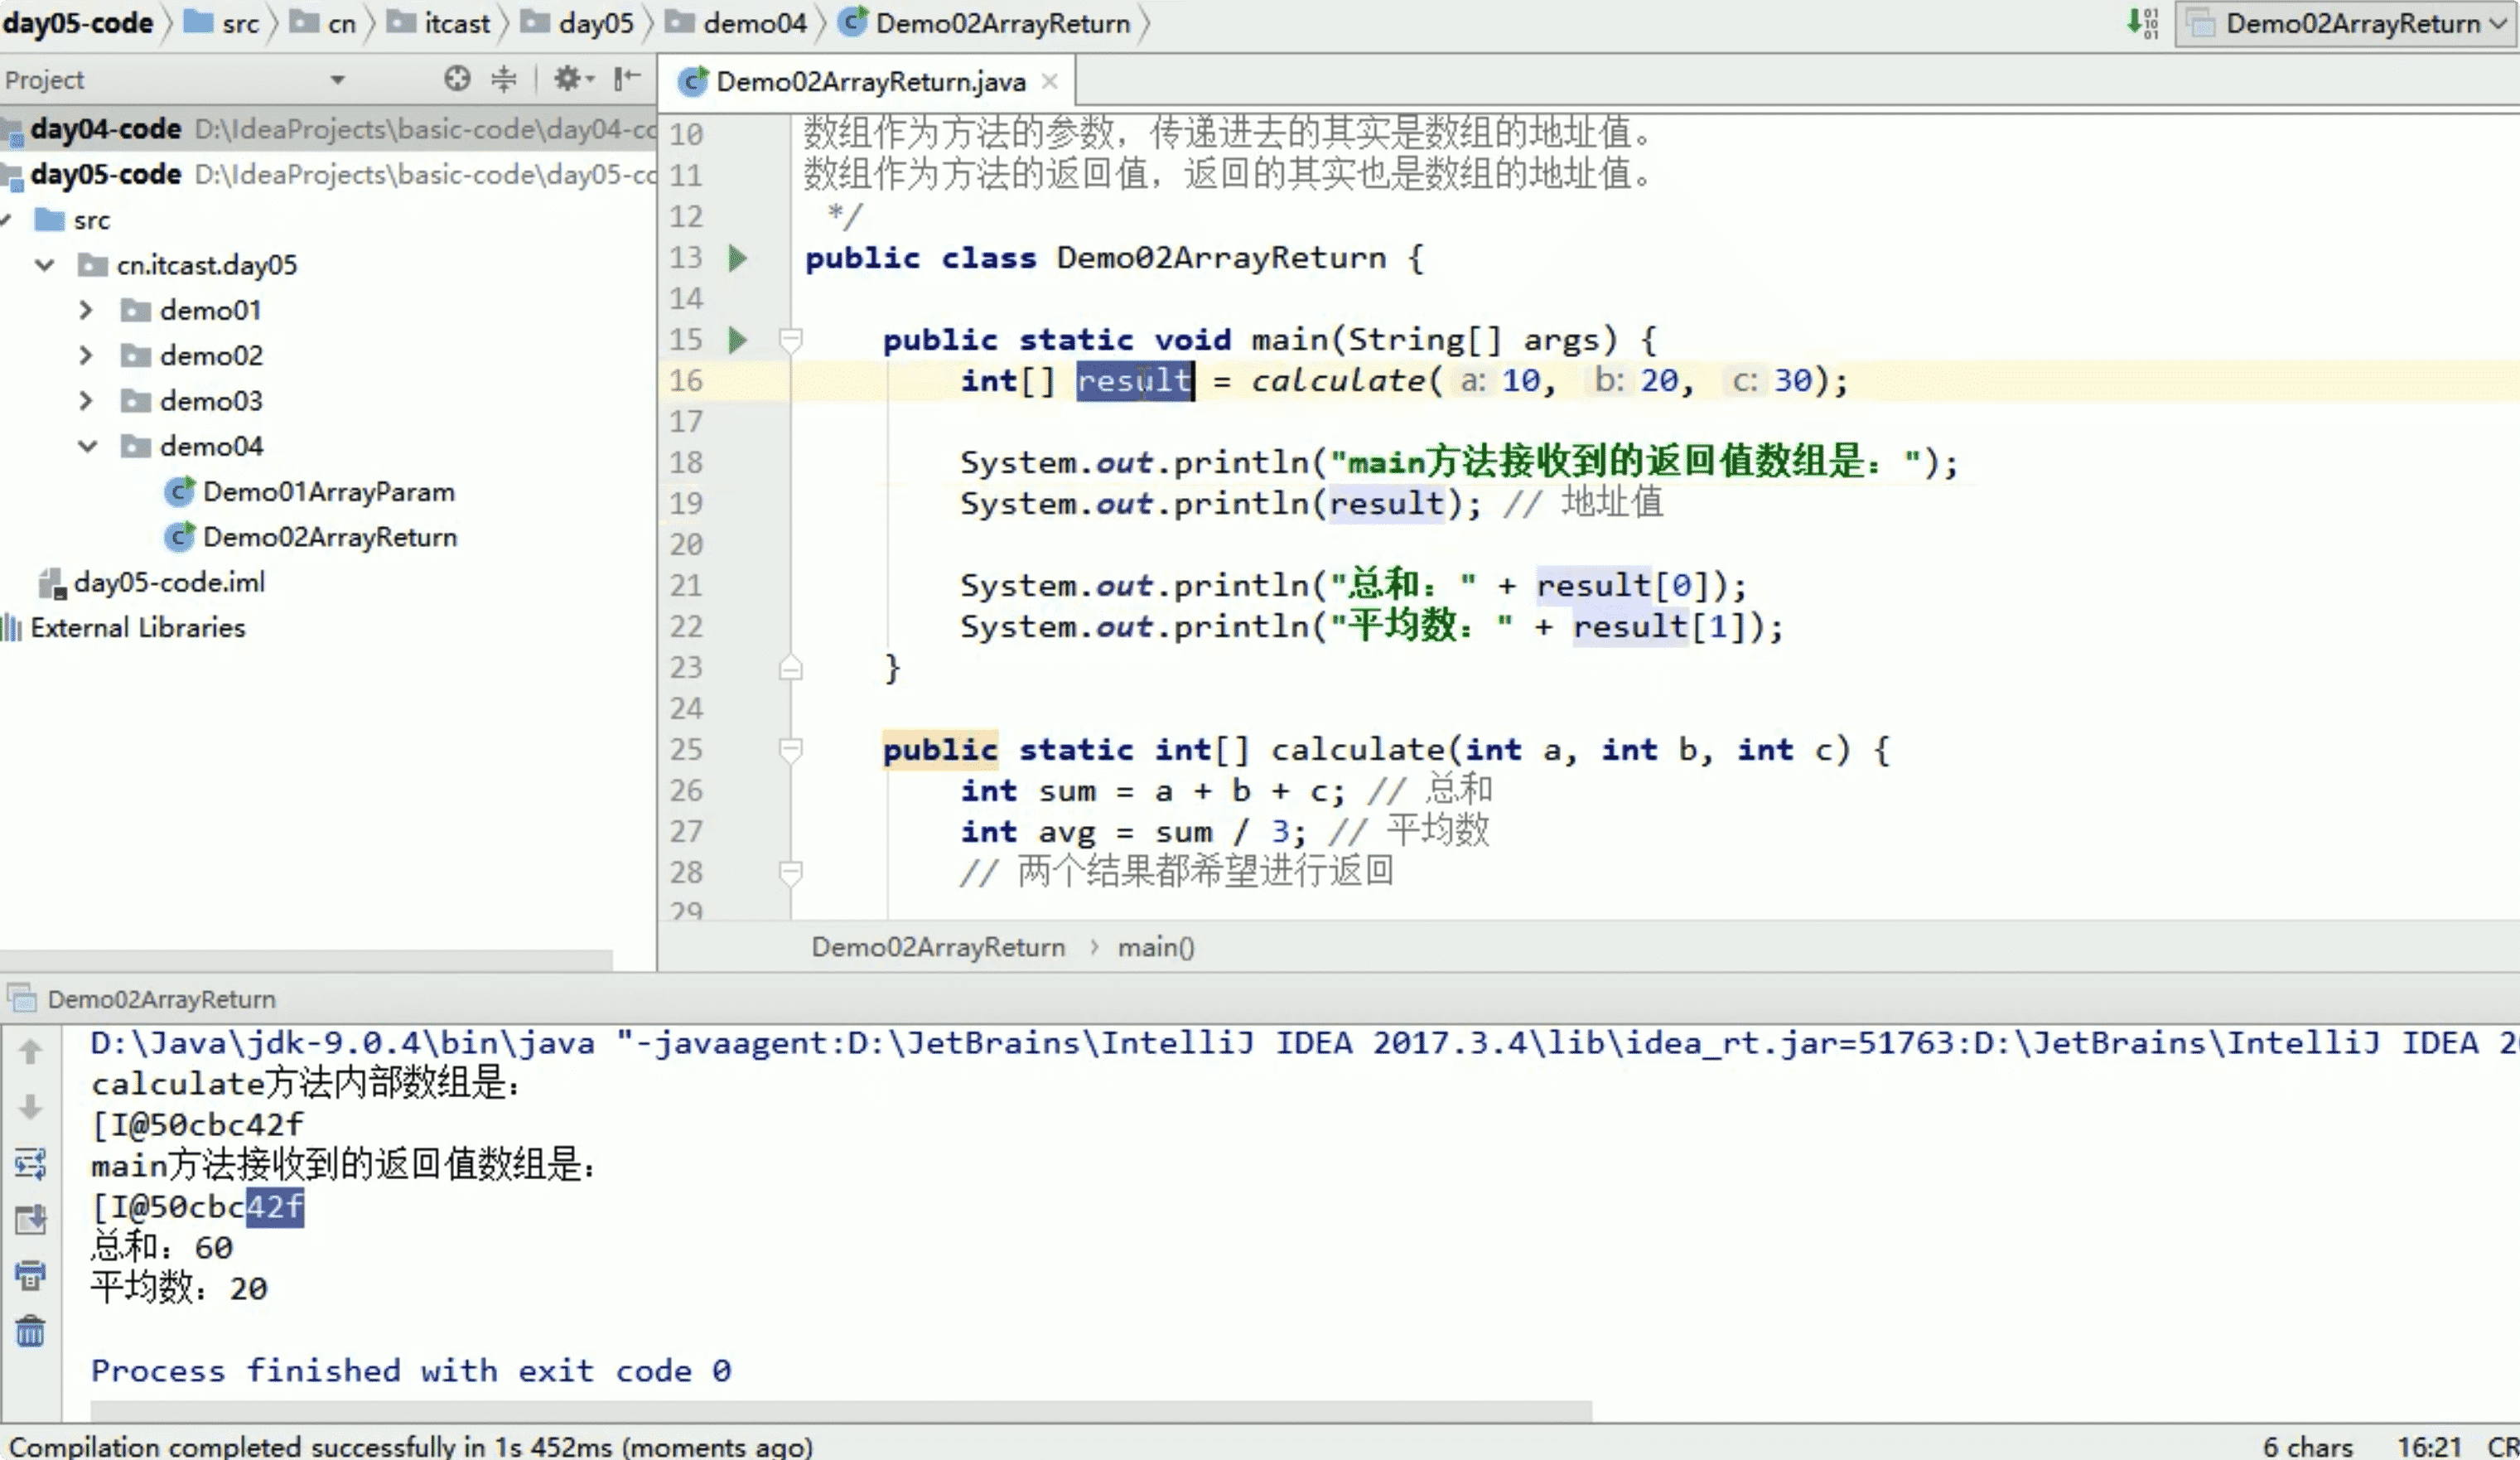 day05-code src cn itcast day05 demo04 Demo02ArrayReturn
Demo02ArrayReturn
Project
Demo02ArrayReturn.java
day04-code D:\IdeaProjects\basic-code\day04-co
day05-code D:\IdeaProjects\basic-code\day05-co
src
cn.itcast.day05
demo01
demo02
demo03
demo04
Demo01ArrayParam
Demo02ArrayReturn
day05-code.iml
External Libraries
10 数组作为方法的参数，传递进去的其实是数组的地址值。
11 数组作为方法的返回值，返回的其实也是数组的地址值。
12 */
13 public class Demo02ArrayReturn {
14
15 public static void main(String[] args) {
16 int[] result = calculate( a: 10, b: 20, c: 30);
17
18 System.out.println("main方法接收到的返回值数组是：");
19 System.out.println(result); // 地址值
20
21 System.out.println("总和：" + result[0]);
22 System.out.println("平均数：" + result[1]);
23 }
24
25 public static int[] calculate(int a, int b, int c) {
26 int sum = a + b + c; // 总和
27 int avg = sum / 3; // 平均数
28 // 两个结果都希望进行返回
29
Demo02ArrayReturn main()
Demo02ArrayReturn
D:\Java\jdk-9.0.4\bin\java "-javaagent:D:\JetBrains\IntelliJ IDEA 2017.3.4\lib\idea_rt.jar=51763:D:\JetBrains\IntelliJ IDEA 2
calculate方法内部数组是：
[I@50cbc42f
main方法接收到的返回值数组是：
[I@50cbc42f
总和：60
平均数：20
Process finished with exit code 0
Compilation completed successfully in 1s 452ms (moments ago) 6 chars 16:21 CR